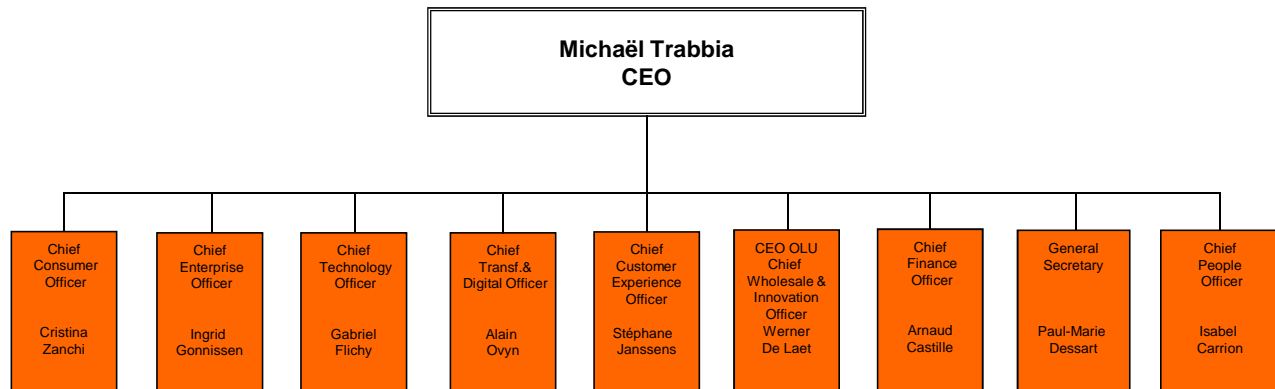 Michaël Trabbia
CEO
Chief
Consumer
Officer
Cristina
Zanchi
Chief
Enterprise
Officer
Ingrid
Gonnissen
Chief
Technology
Officer
Gabriel
Flichy
Chief
Transf.&
Digital Officer
Alain
Ovyn
Chief
Customer
Experience
Officer
Stéphane
Janssens
CEO OLU
Chief
Wholesale &
Innovation
Officer
Werner
De Laet
Chief
Finance
Officer
Arnaud
Castille
General
Secretary
Paul-Marie
Dessart
Chief
People
Officer
Isabel
Carrion